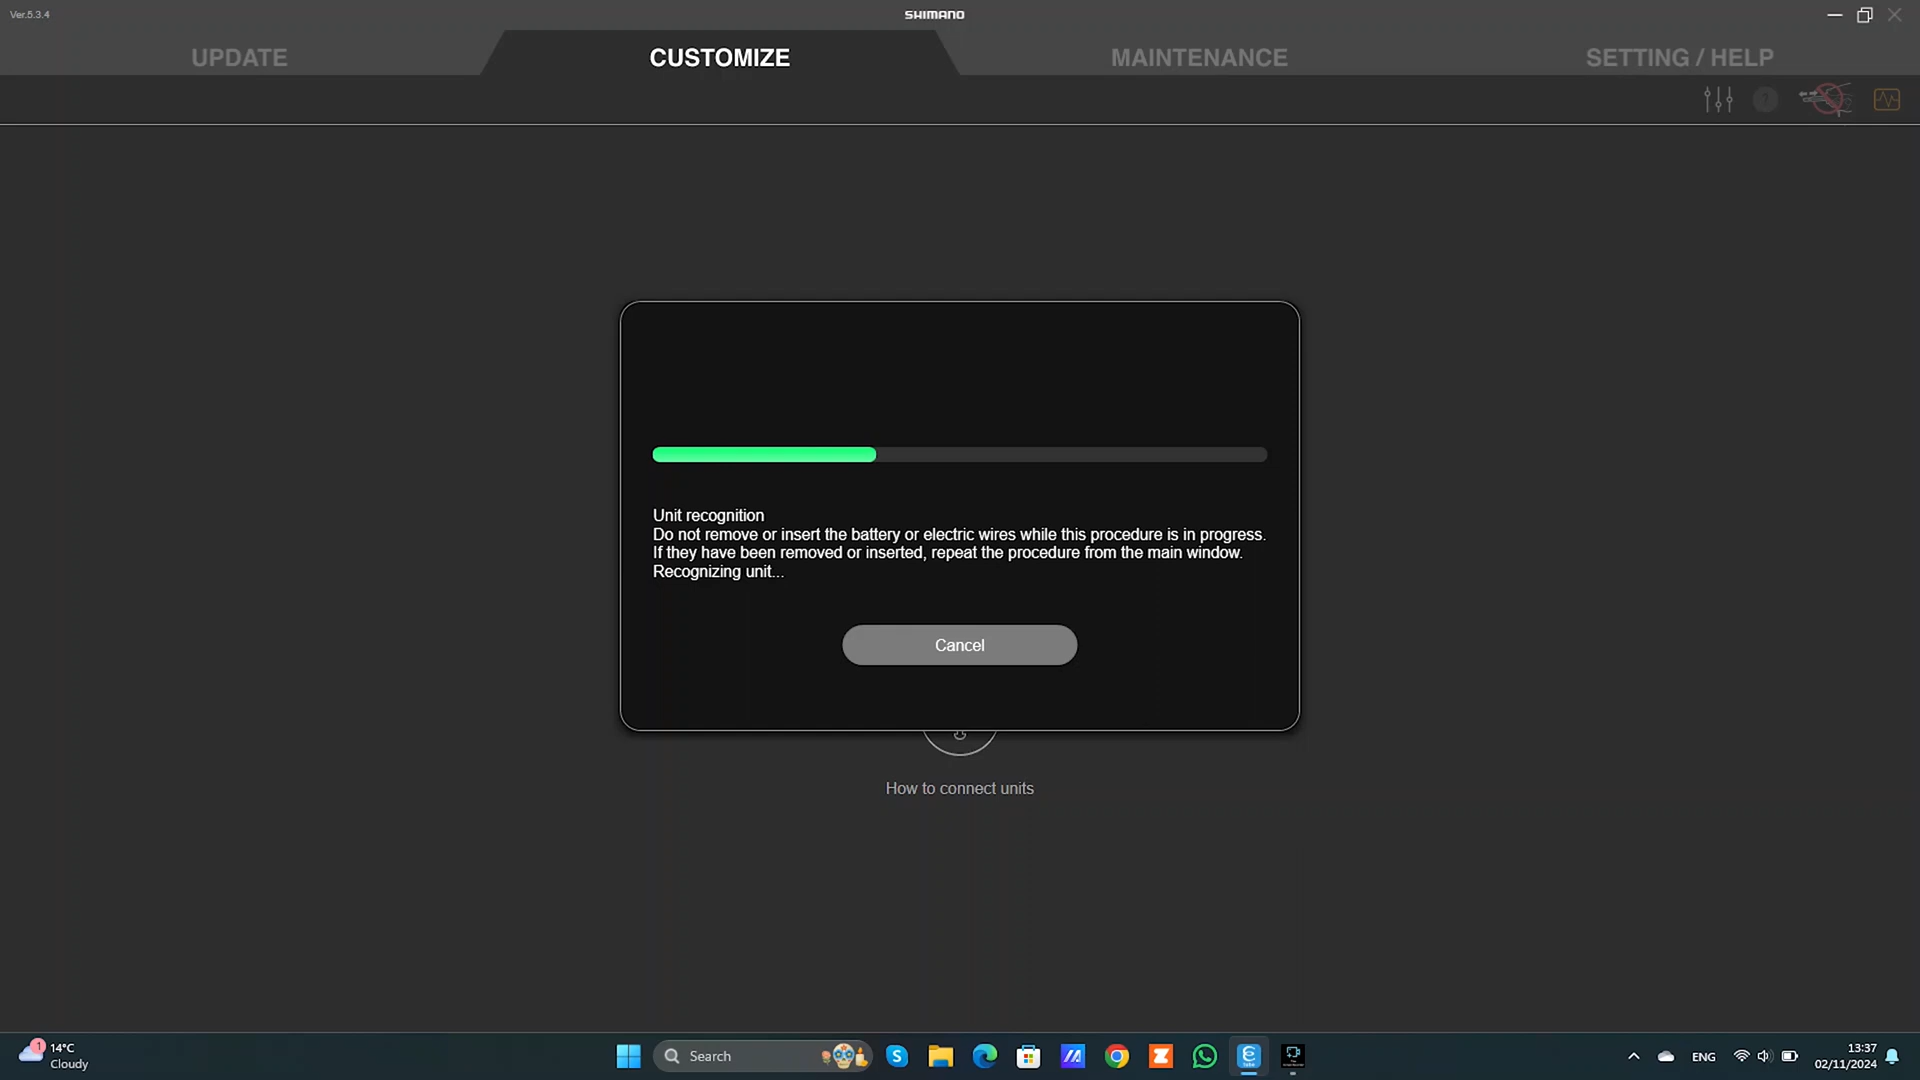 Ver.5.3.4
SHIMANO
UPDATE
CUSTOMIZE
MAINTENANCE
SETTING / HELP
Unit recognition
Do not remove or insert the battery or electric wires while this procedure is in progress.
If they have been removed or inserted, repeat the procedure from the main window.
Recognizing unit...
Cancel
How to connect units
1
14°C
Cloudy
Search
ENG
13:37
02/11/2024